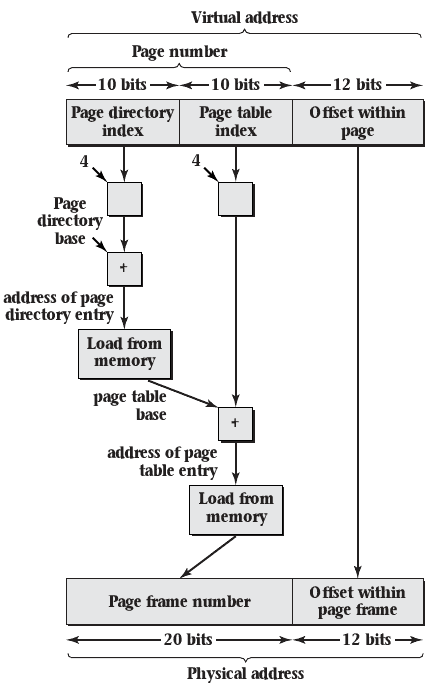 Virtual address
Page number
10 bits
10 bits
12 bits
Page directory
index
Page table
index
Offset within
page
4
4
Page
directory
base
+
address of page
directory entry
Load from
memory
page table
base
+
address of page
table entry
Load from
memory
Page frame number
Offset within
page frame
20 bits
12 bits
Physical address